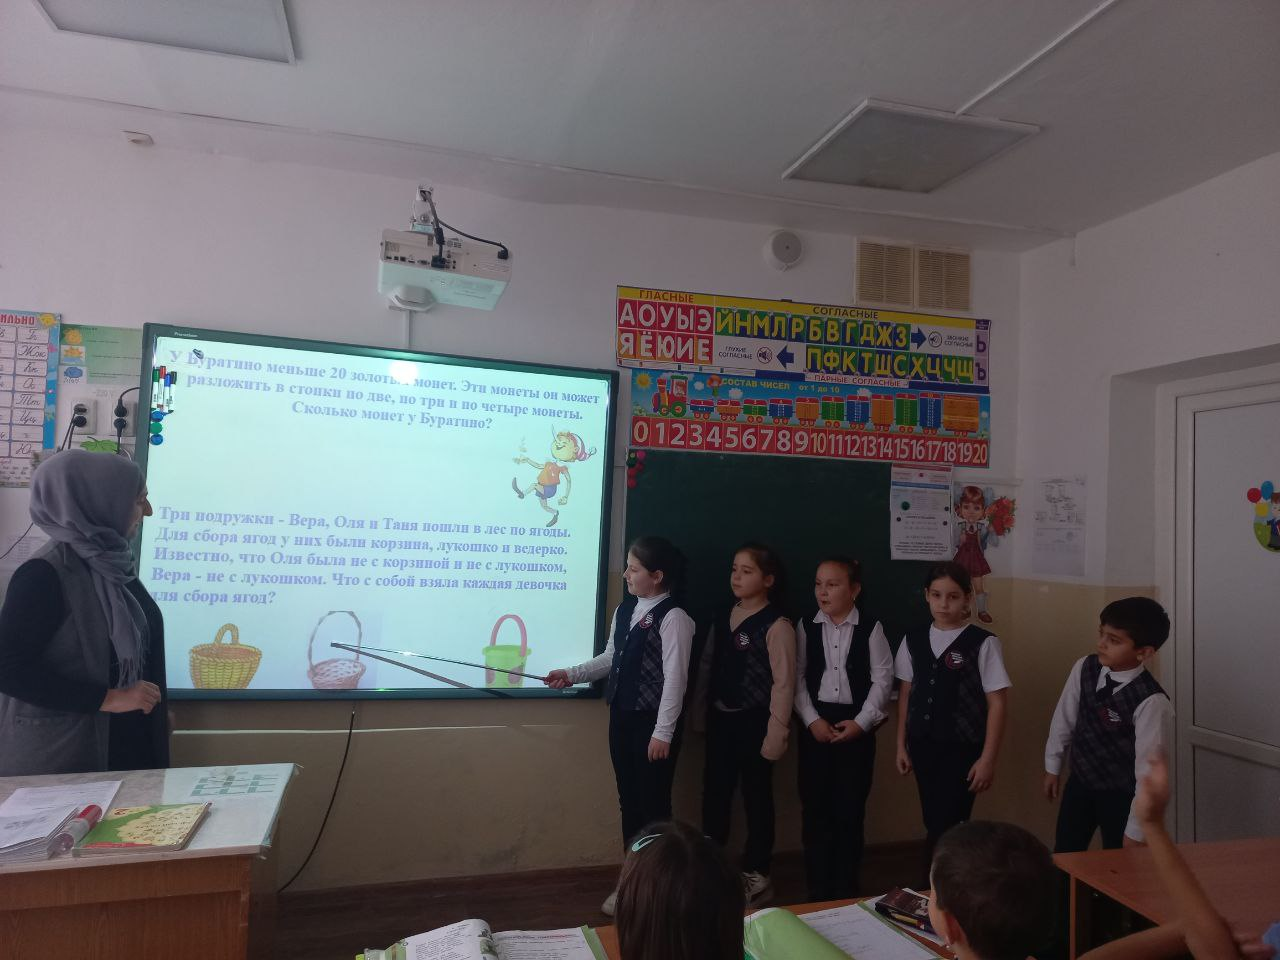 У Буратино меньше 20 золотых монет. Эти монеты он может
разложить в стопки по две, по три и по четыре монеты.
Сколько монет у Буратино?
Три подружки - Вера, Оля и Таня пошли в лес по ягоды.
Для сбора ягод у них были корзина, лукошко и ведерко.
Известно, что Оля была не с корзиной и не с лукошком,
Вера - не с лукошком. Что с собой взяла каждая девочка
для сбора ягод?
ГЛАСНЫЕ
СОГЛАСНЫЕ
А О У Ы Э
Й Н М Л Р Б В Г Д Ж З
ЗВОНКИЕ СОГЛАСНЫЕ
Ъ
Я Ё Ю И Е
ГЛУХИЕ СОГЛАСНЫЕ
П Ф К Т Ш С Х Ц Ч Щ
Ь
ПАРНЫЕ СОГЛАСНЫЕ
СОСТАВ ЧИСЕЛ от 1 до 10
0 1 2 3 4 5 6 7 8 9 10 11 12 13 14 15 16 17 18 19 20